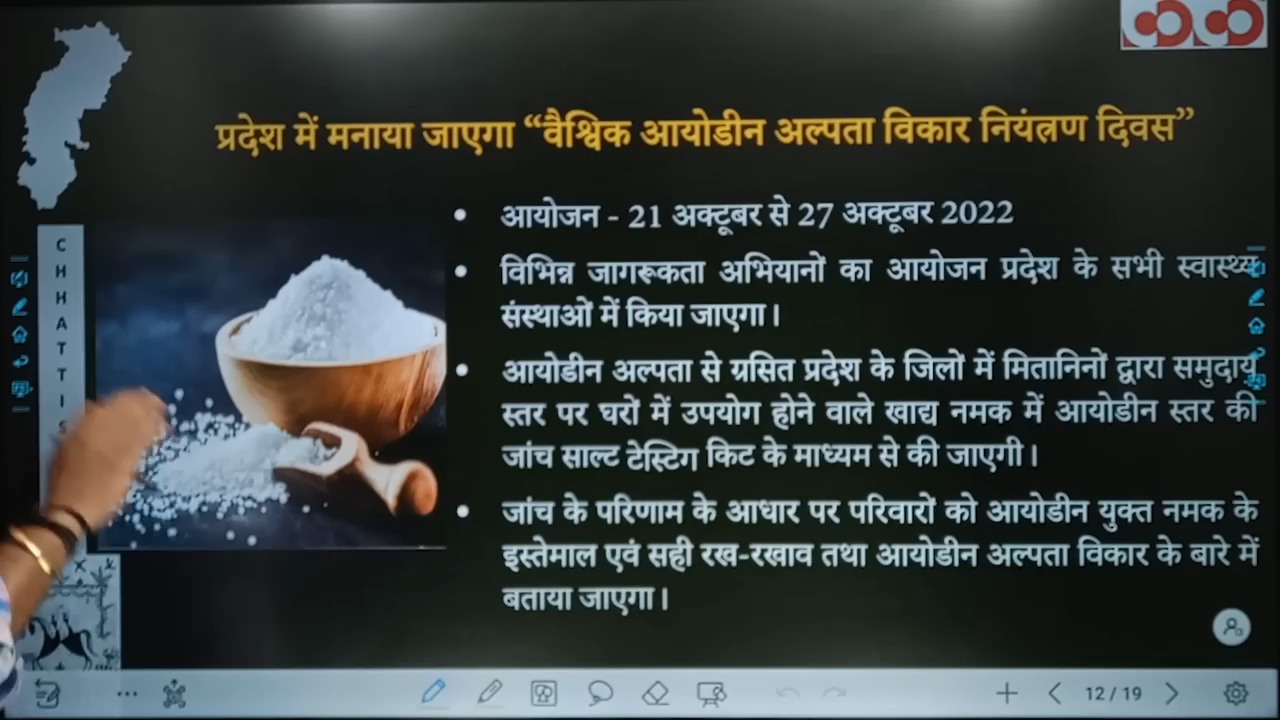 प्रदेश में मनाया जाएगा “वैश्विक आयोडीन अल्पता विकार नियंत्रण दिवस”
• आयोजन - 21 अक्टूबर से 27 अक्टूबर 2022
• विभिन्न जागरूकता अभियानों का आयोजन प्रदेश के सभी स्वास्थ्य
संस्थाओं में किया जाएगा।
• आयोडीन अल्पता से ग्रसित प्रदेश के जिलों में मितानिनों द्वारा समुदाय
स्तर पर घरों में उपयोग होने वाले खाद्य नमक में आयोडीन स्तर की
जांच साल्ट टेस्टिग किट के माध्यम से की जाएगी।
• जांच के परिणाम के आधार पर परिवारों को आयोडीन युक्त नमक के
इस्तेमाल एवं सही रख-रखाव तथा आयोडीन अल्पता विकार के बारे में
बताया जाएगा।
C
H
H
A
T
T
I
S
12 / 19